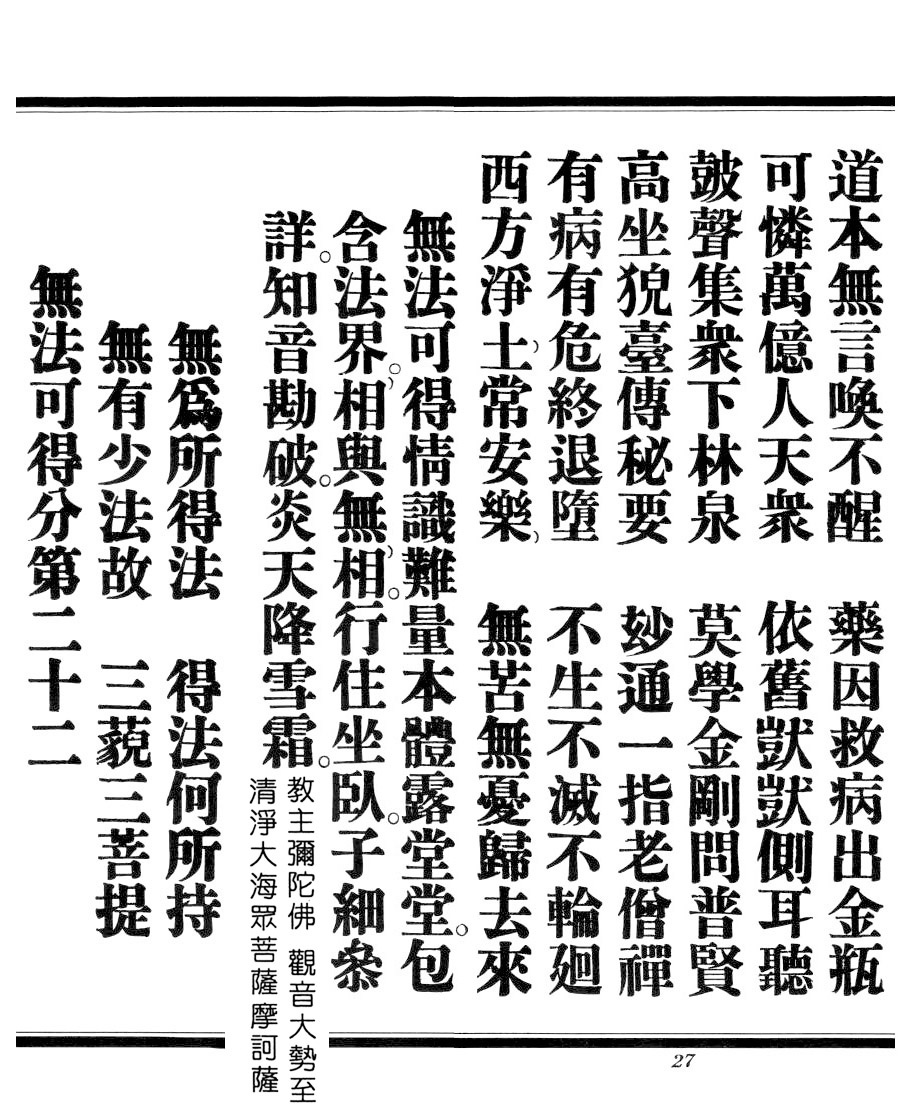 道本無言喚不醒　藥因救病出金瓶
可憐萬億人天衆　依舊獃獃側耳聽
皷聲集衆下林泉　莫學金剛問普賢
高坐猊臺傳秘要　妙通一指老僧禪
有病有危終退墮　不生不滅不輪廻
西方淨土、常安樂、　無苦無憂歸去來
無法可得情識難量本體露堂堂。包
含法界。相、與無相、。行住坐臥。子細叅
詳。知音勘破。炎天降雪霜。
教主彌陀佛 觀音大勢至
清淨大海眾菩薩摩訶薩
無爲所得法　得法何所持
無有少法故　三藐三菩提
無法可得分第二十二
27